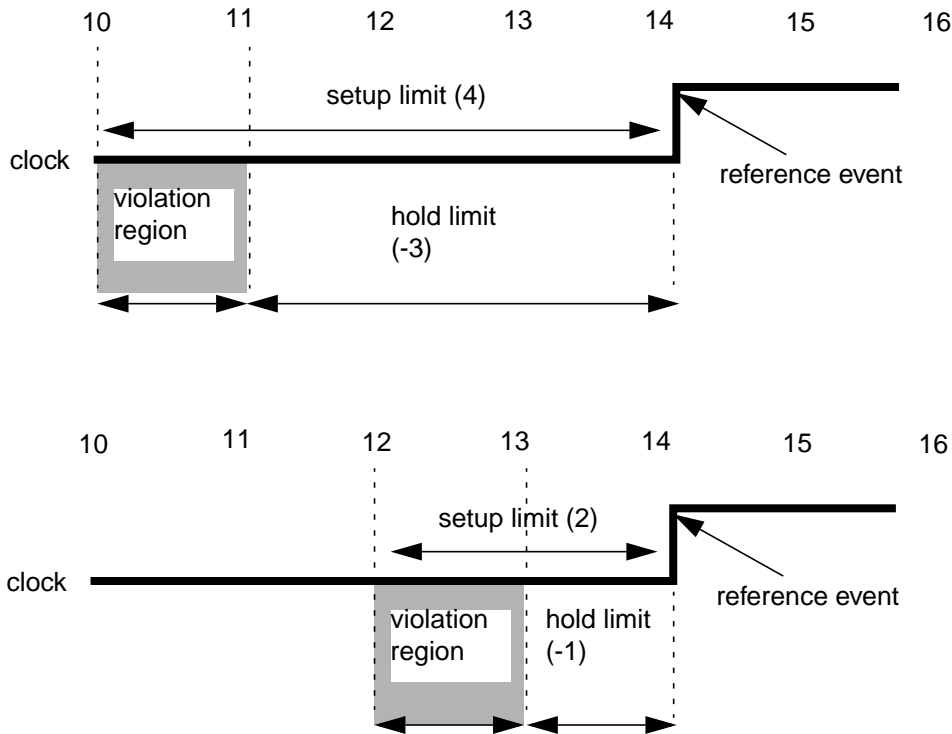 10 11 12 13 14 15 16
setup limit (4)
clock
reference event
violation
region
hold limit
(-3)
10 11 12 13 14 15 16
setup limit (2)
clock
reference event
violation
region
hold limit
(-1)